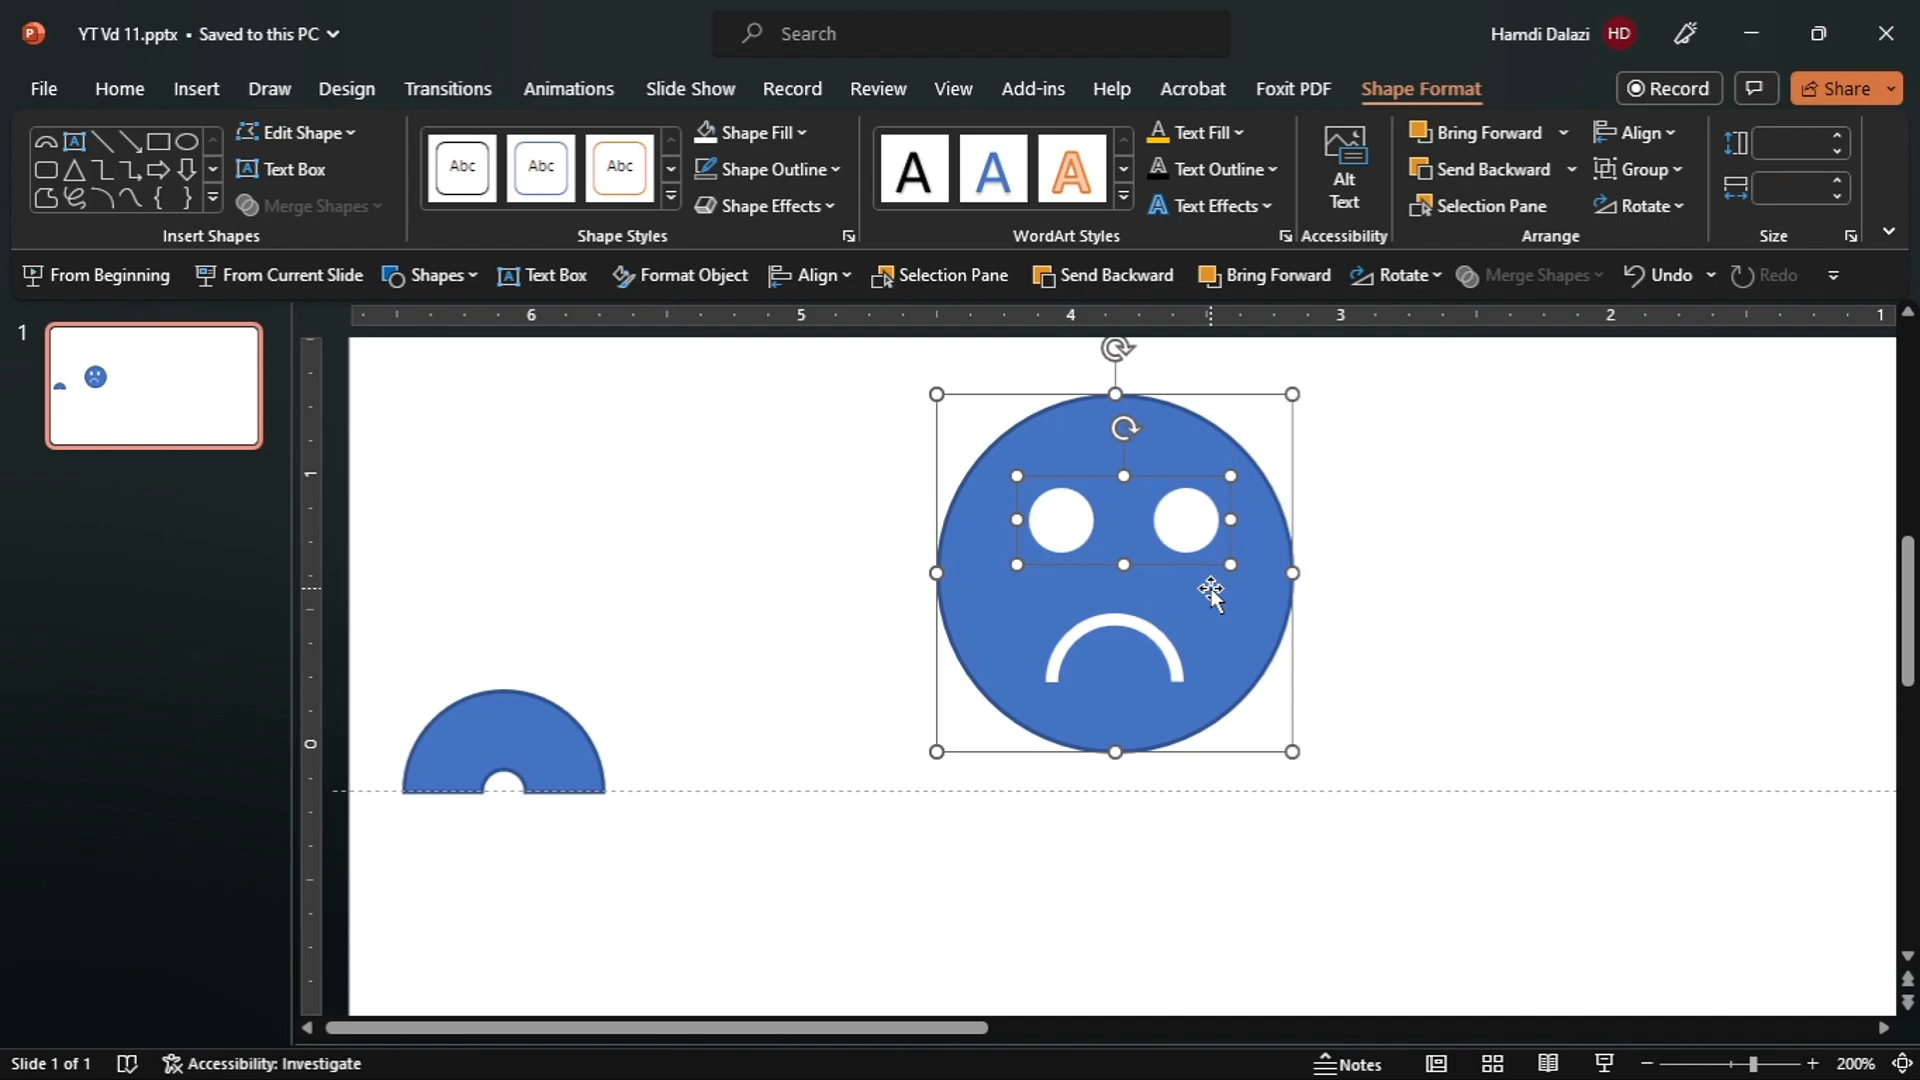 YT Vd 11.pptx • Saved to this PC
Search
Hamdi Dalazi HD
File Home Insert Draw Design Transitions Animations Slide Show Record Review View Add-ins Help Acrobat Foxit PDF Shape Format Record Share
Edit Shape
Text Box
Merge Shapes
Insert Shapes
Abc Abc Abc
Shape Fill
Shape Outline
Shape Effects
Shape Styles
A A A
Text Fill
Text Outline
Text Effects
WordArt Styles
Alt
Text
Accessibility
Bring Forward
Send Backward
Selection Pane
Align
Group
Rotate
Arrange
Size
From Beginning From Current Slide Shapes Text Box Format Object Align Selection Pane Send Backward Bring Forward Rotate Merge Shapes Undo Redo
6 5 4 3 2 1
1
1
0
Slide 1 of 1 Accessibility: Investigate Notes 200%